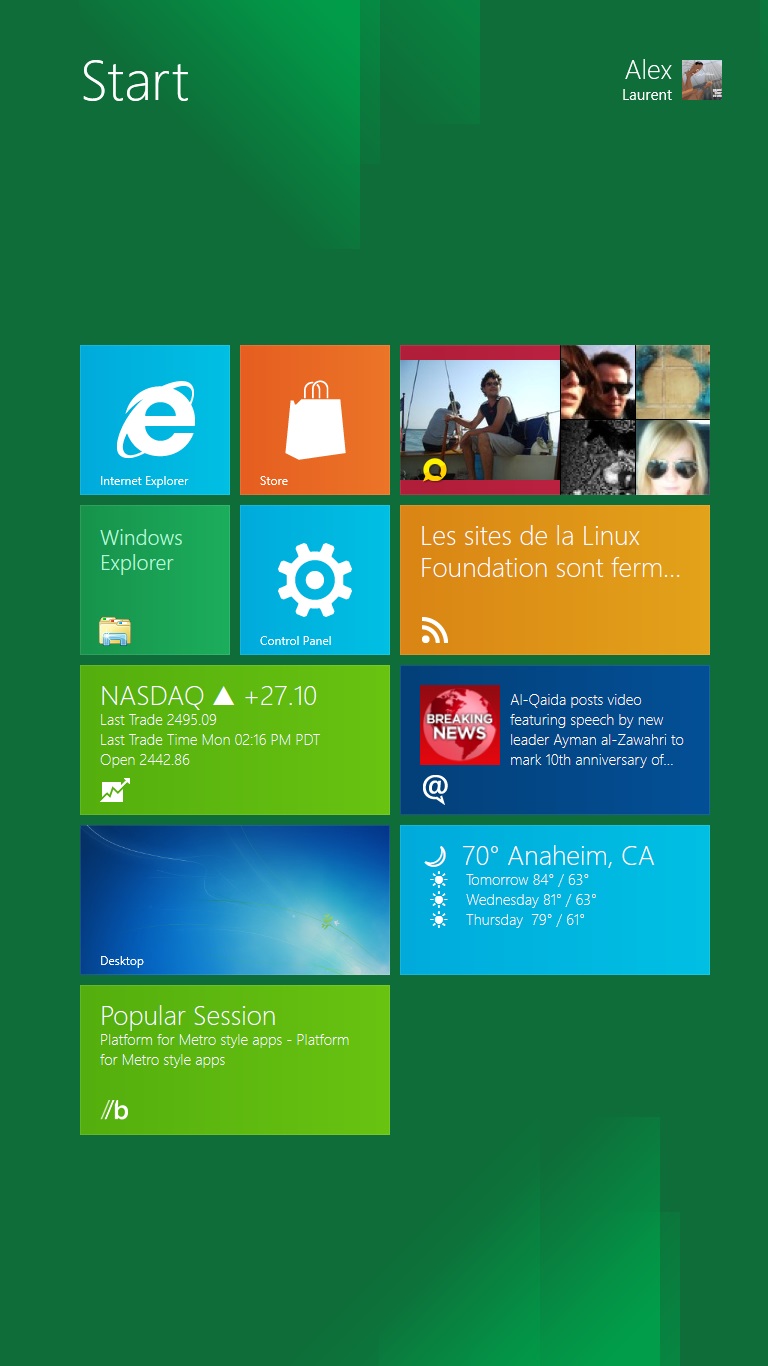 Start
Alex
Laurent
Internet Explorer
Store
Windows
Explorer
Control Panel
Les sites de la Linux
Foundation sont ferm...
NASDAQ ▲ +27.10
Last Trade 2495.09
Last Trade Time Mon 02:16 PM PDT
Open 2442.86
BREAKING
NEWS
Al-Qaida posts video
featuring speech by new
leader Ayman al-Zawahri to
mark 10th anniversary of...
@
Desktop
70° Anaheim, CA
Tomorrow 84° / 63°
Wednesday 81° / 63°
Thursday 79° / 61°
Popular Session
Platform for Metro style apps - Platform
for Metro style apps
//b